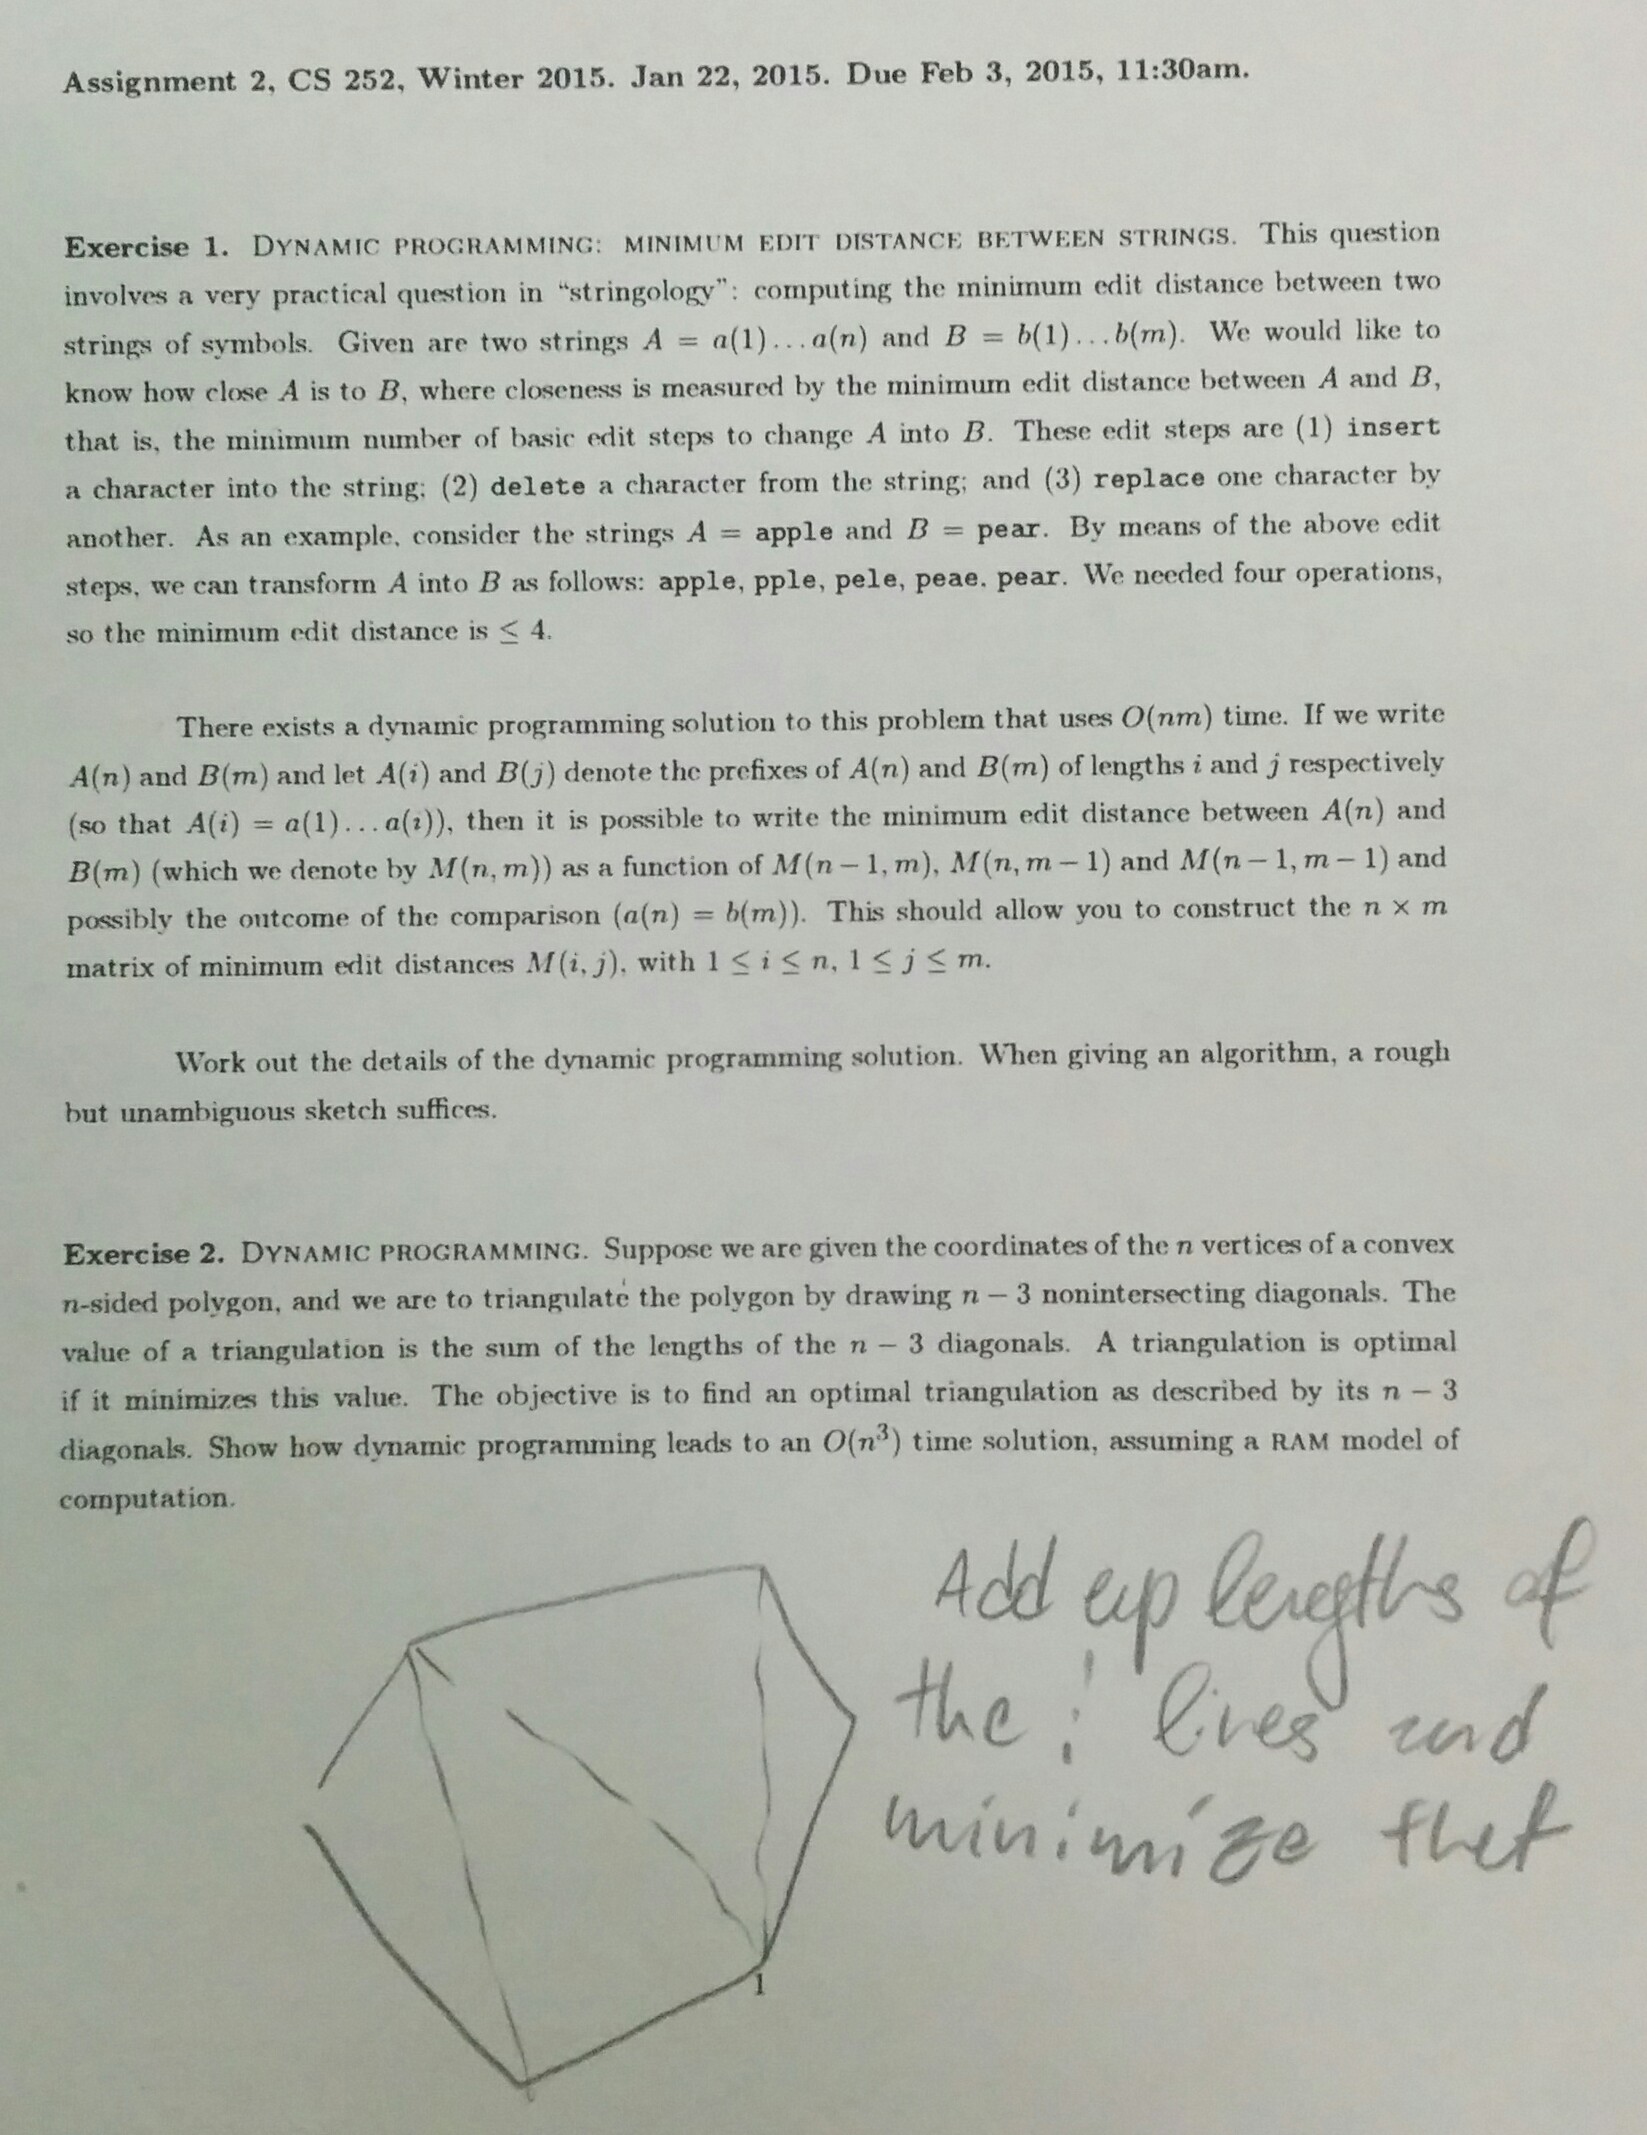 Assignment 2, CS 252, Winter 2015. Jan 22, 2015. Due Feb 3, 2015, 11:30am.
Exercise 1. DYNAMIC PROGRAMMING: MINIMUM EDIT DISTANCE BETWEEN STRINGS. This question
involves a very practical question in “stringology”: computing the minimum edit distance between two
strings of symbols. Given are two strings A = a(1)...a(n) and B = b(1)...b(m). We would like to
know how close A is to B, where closeness is measured by the minimum edit distance between A and B,
that is, the minimum number of basic edit steps to change A into B. These edit steps are (1) insert
a character into the string; (2) delete a character from the string; and (3) replace one character by
another. As an example, consider the strings A = apple and B = pear. By means of the above edit
steps, we can transform A into B as follows: apple, pple, pele, peae, pear. We needed four operations,
so the minimum edit distance is ≤ 4.
There exists a dynamic programming solution to this problem that uses O(nm) time. If we write
A(n) and B(m) and let A(i) and B(j) denote the prefixes of A(n) and B(m) of lengths i and j respectively
(so that A(i) = a(1)...a(i)), then it is possible to write the minimum edit distance between A(n) and
B(m) (which we denote by M(n, m)) as a function of M(n − 1, m), M(n, m − 1) and M(n − 1, m − 1) and
possibly the outcome of the comparison (a(n) = b(m)). This should allow you to construct the n × m
matrix of minimum edit distances M(i, j), with 1 ≤ i ≤ n, 1 ≤ j ≤ m.
Work out the details of the dynamic programming solution. When giving an algorithm, a rough
but unambiguous sketch suffices.
Exercise 2. DYNAMIC PROGRAMMING. Suppose we are given the coordinates of the n vertices of a convex
n-sided polygon, and we are to triangulate the polygon by drawing n − 3 nonintersecting diagonals. The
value of a triangulation is the sum of the lengths of the n − 3 diagonals. A triangulation is optimal
if it minimizes this value. The objective is to find an optimal triangulation as described by its n − 3
diagonals. Show how dynamic programming leads to an O(n³) time solution, assuming a RAM model of
computation.
Add up lengths of
the ¦ lines and
minimize that
1